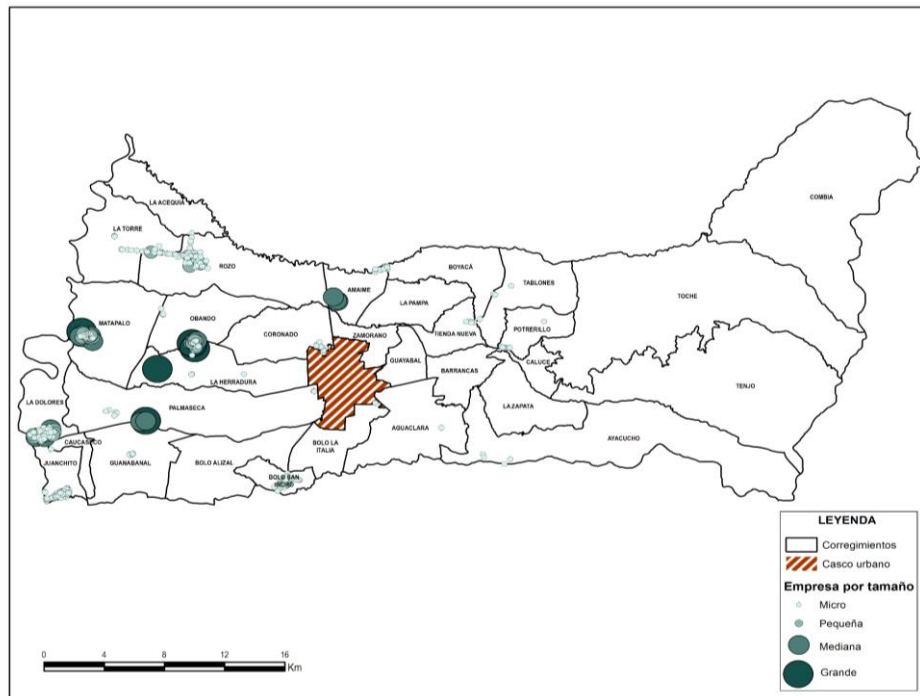 LA ACEQUIA
COMBIA
LA TORRE
ROZO
BOYACÁ
TABLONES
AMAIME
LA PAMPA
TOCHE
MATAPALO
OBANDO
CORONADO
ZAMORANO
TIENDA NUEVA
POTRERILLO
GUAYABAL
CALUCE
BARRANCAS
LA HERRADURA
TENJO
LA DOLORES
PALMASECA
LA ZAPATA
AGUACLARA
AYACUCHO
CAUCASECO
BOLO LA
ITALIA
JUANCHITO
GUANABANAL
BOLO ALIZAL
BOLO SAN
LEYENDA
Corregimientos
Casco urbano
Empresa por tamaño
Micro
Pequeña
Mediana
Grande
0 4 8 12 16
Km